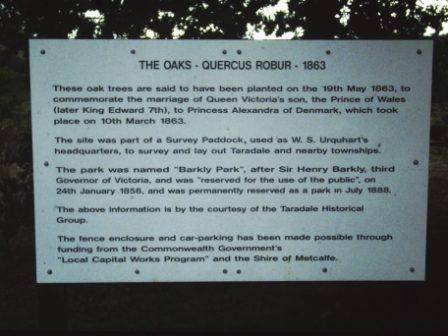 THE OAKS - QUERCUS ROBUR - 1863
These oak trees are said to have been planted on the 19th May 1863, to
commemorate the marriage of Queen Victoria's son, the Prince of Wales
(later King Edward 7th), to Princess Alexandra of Denmark, which took
place on 10th March 1863.
The site was part of a Survey Paddock, used as W. S. Urquhart's
headquarters, to survey and lay out Taradale and nearby townships.
The park was named "Barkly Park", after Sir Henry Barkly, third
Governor of Victoria, and was "reserved for the use of the public", on
24th January 1858, and was permanently reserved as a park in July 1888.
The above information is by the courtesy of the Taradale Historical
Group.
The fence enclosure and car-parking has been made possible through
funding from the Commonwealth Government's
"Local Capital Works Program" and the Shire of Metcalfe.